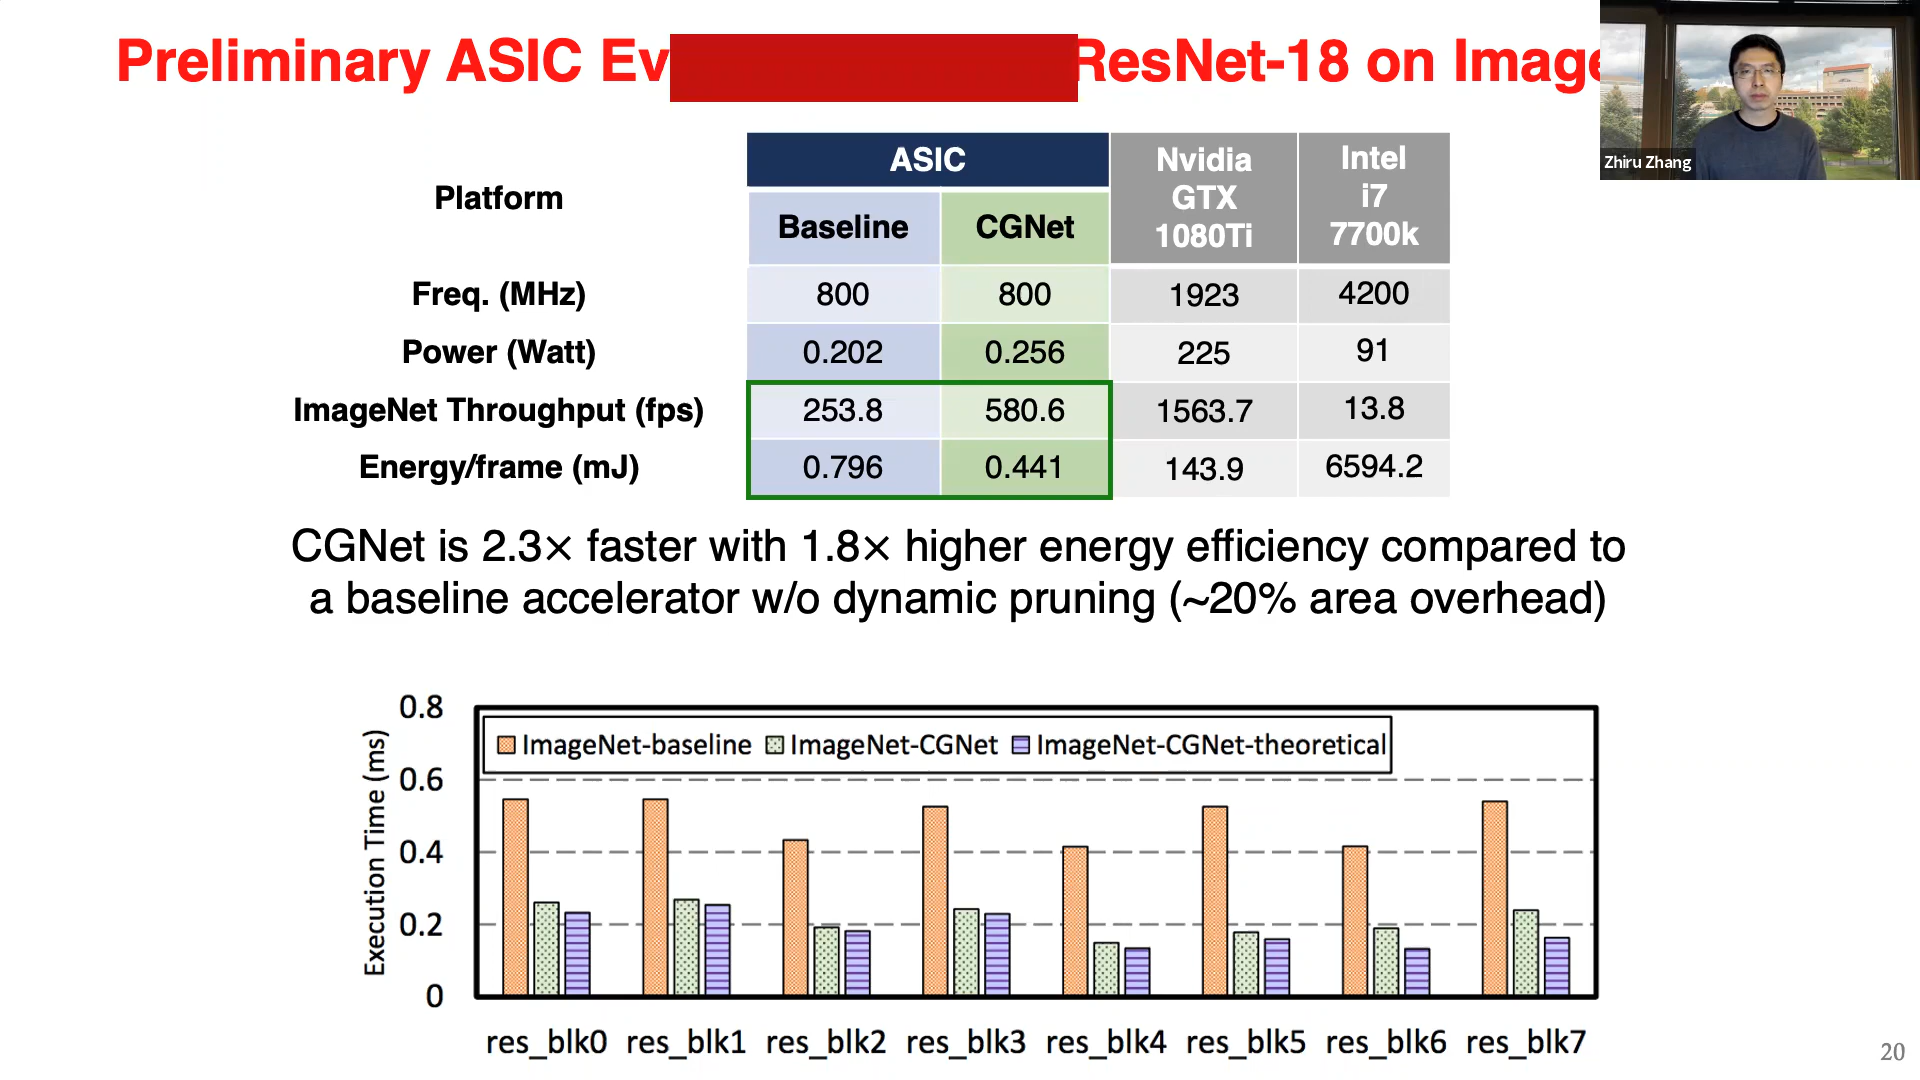 Preliminary ASIC Ev ResNet-18 on Image
Zhiru Zhang
Platform
ASIC
Baseline
CGNet
Nvidia
GTX
1080Ti
Intel
i7
7700k
Freq. (MHz) 800 800 1923 4200
Power (Watt) 0.202 0.256 225 91
ImageNet Throughput (fps) 253.8 580.6 1563.7 13.8
Energy/frame (mJ) 0.796 0.441 143.9 6594.2
CGNet is 2.3× faster with 1.8× higher energy efficiency compared to
a baseline accelerator w/o dynamic pruning (~20% area overhead)
ImageNet-baseline ImageNet-CGNet ImageNet-CGNet-theoretical
Execution Time (ms)
0.8
0.6
0.4
0.2
0
res_blk0 res_blk1 res_blk2 res_blk3 res_blk4 res_blk5 res_blk6 res_blk7
20